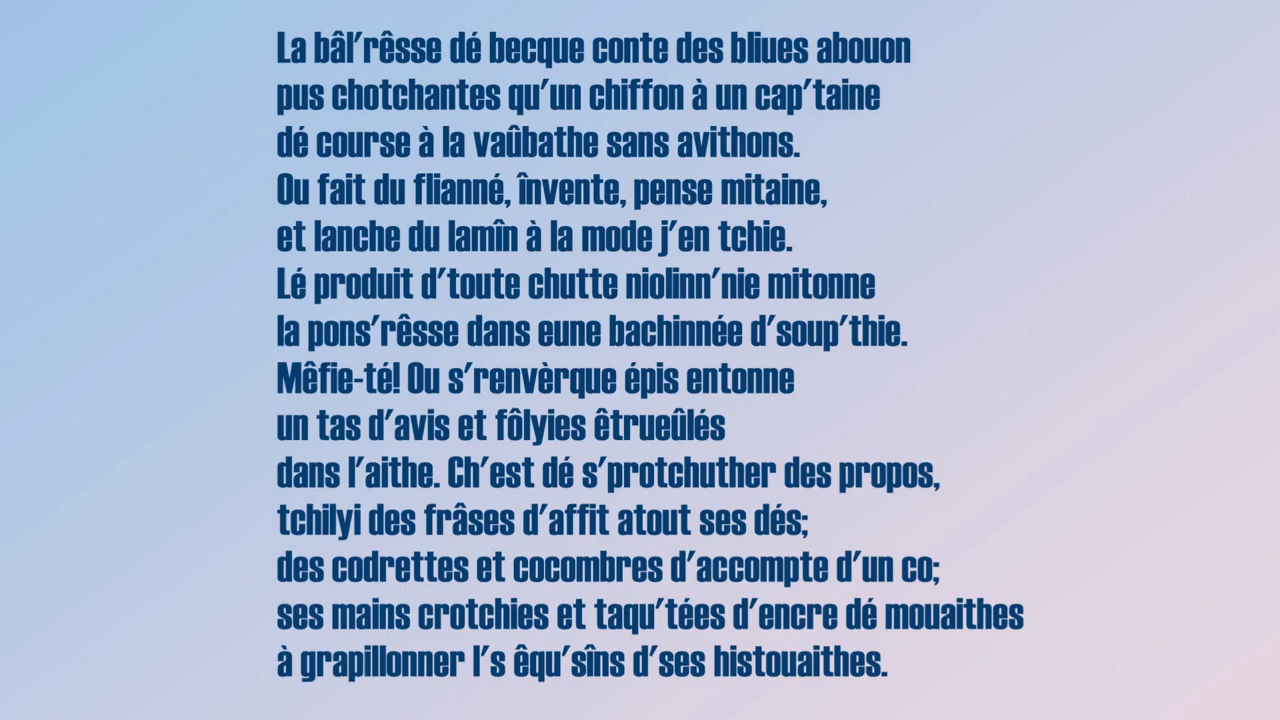 La bâl'rêsse dé becque conte des bliues abouon
pus chotchantes qu'un chiffon à un cap'taine
dé course à la vaûbathe sans avithons.
Ou fait du flianné, învente, pense mitaine,
et lanche du lamîn à la mode j'en tchie.
Lé produit d'toute chutte niolinn'nie mitonne
la pons'rêsse dans eune bachinnée d'soup'thie.
Mêfie-té! Ou s'renvèrque épis entonne
un tas d'avis et fôlyies êtrueûlés
dans l'aithe. Ch'est dé s'protchuther des propos,
tchilyi des frâses d'affit atout ses dés;
des codrettes et cocombres d'accompte d'un co;
ses mains crotchies et taqu'tées d'encre dé mouaithes
à grapillonner l's êqu'sîns d'ses histouaithes.